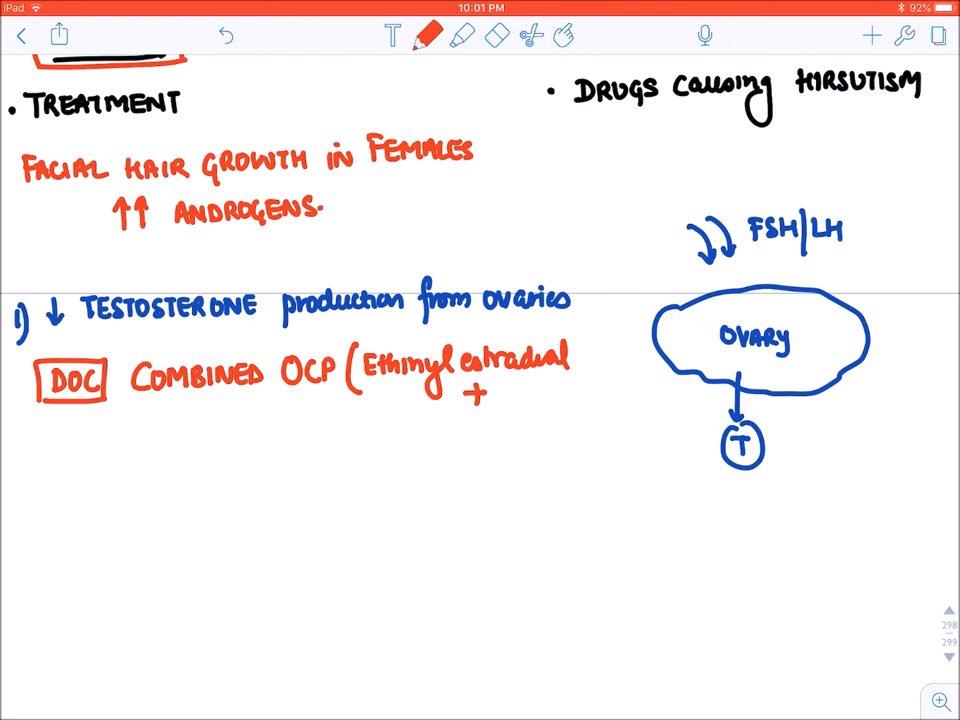 iPad
10:01 PM
92%
T
• TREATMENT
• DRUGS causing HIRSUTISM
FACIAL HAIR GROWTH IN FEMALES
↑↑ ANDROGENS.
FSH/LH
1) ↓ TESTOSTERONE production from ovaries
OVARY
DOC COMBINED OCP (Ethinyl estradial
+
T
298
299